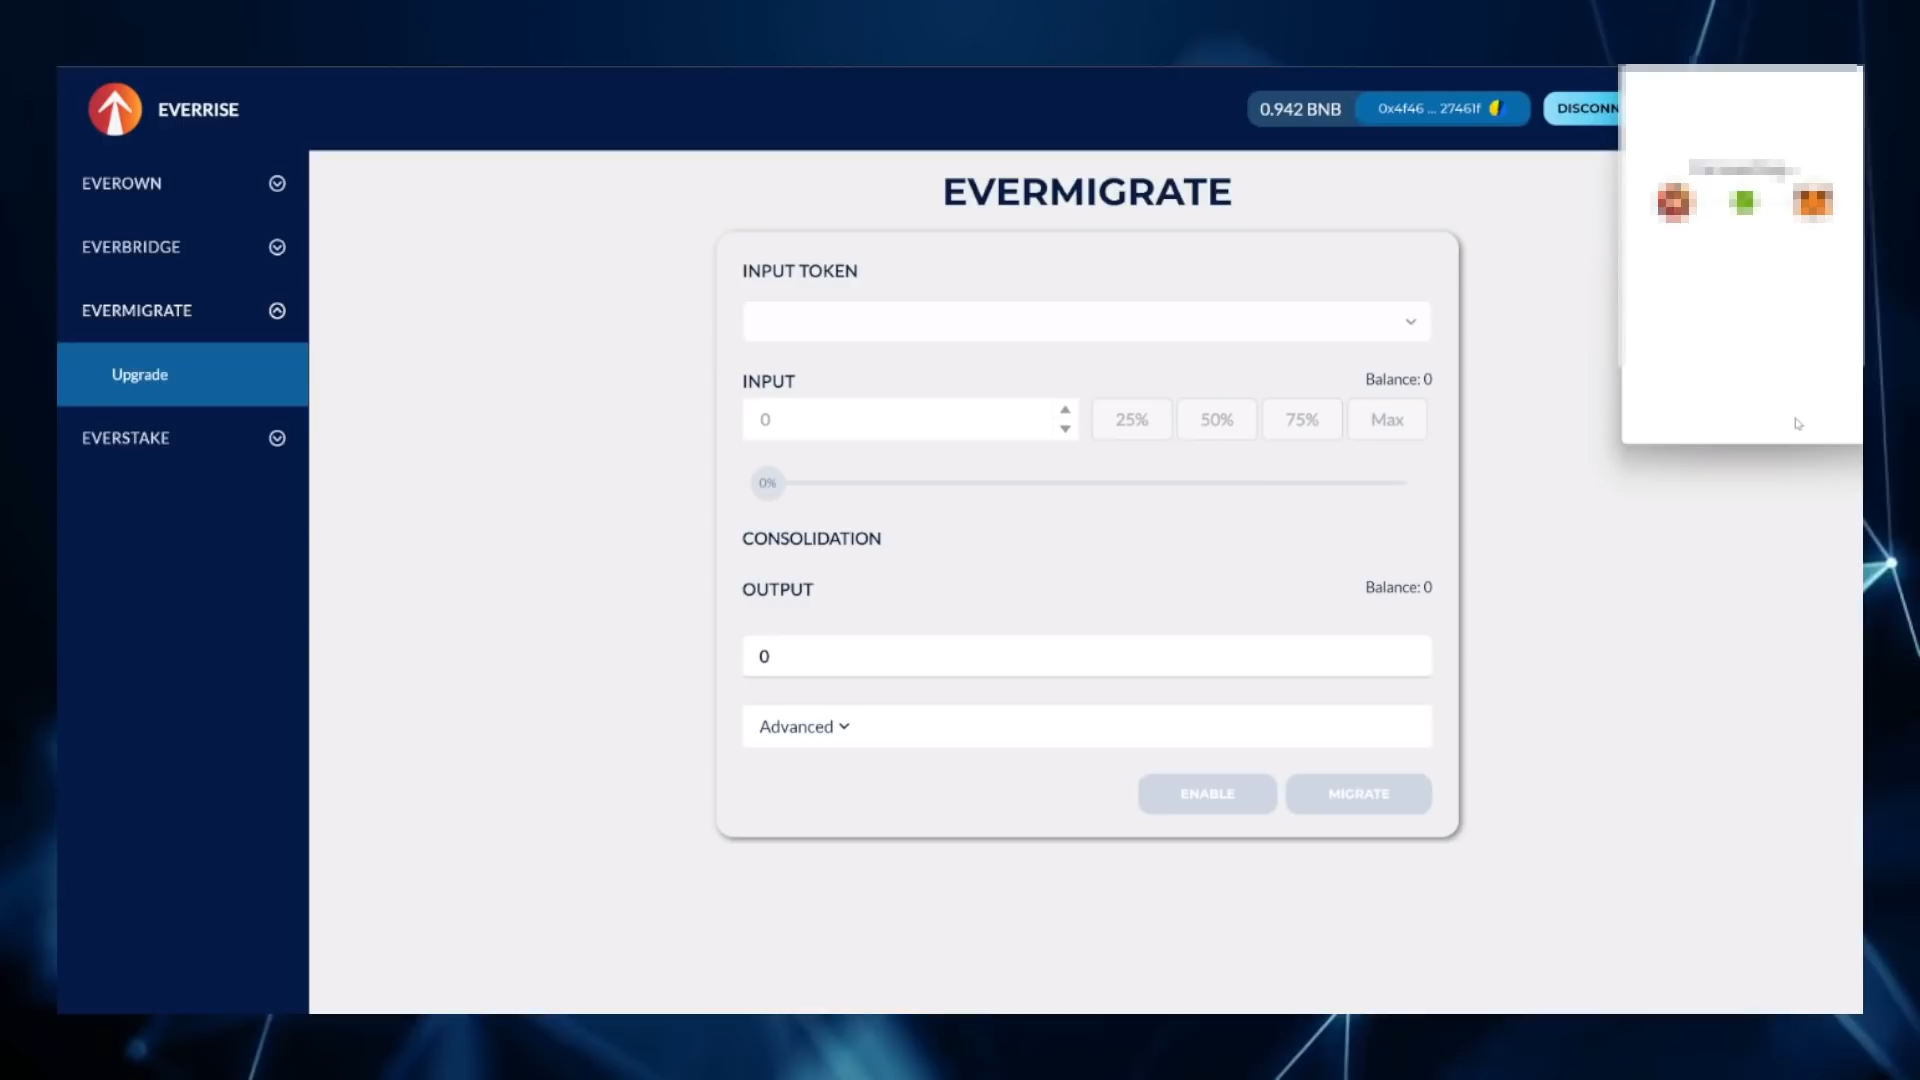 EVERRISE
0.942 BNB
0x4f46 ... 27461f
DISCONN
EVEROWN
EVERBRIDGE
EVERMIGRATE
Upgrade
EVERSTAKE
EVERMIGRATE
INPUT TOKEN
INPUT
Balance: 0
0
25%
50%
75%
Max
0%
CONSOLIDATION
OUTPUT
Balance: 0
0
Advanced
ENABLE
MIGRATE